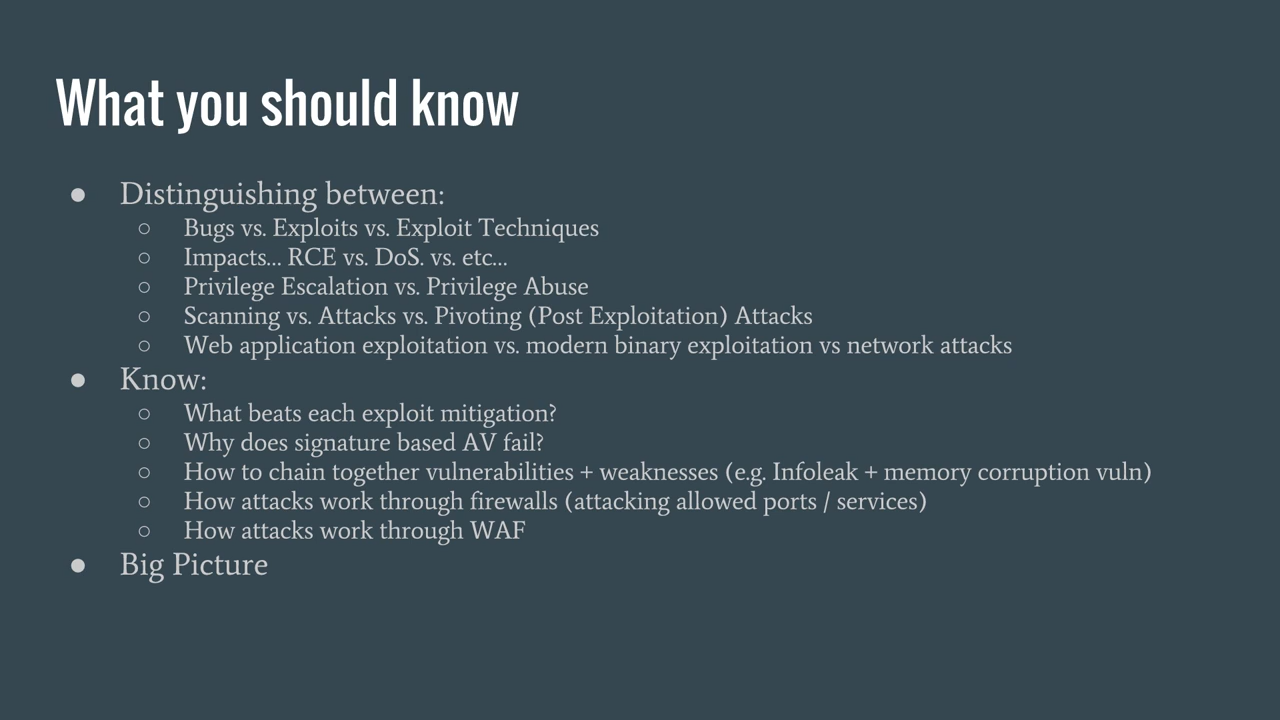 What you should know
● Distinguishing between:
○ Bugs vs. Exploits vs. Exploit Techniques
○ Impacts... RCE vs. DoS. vs. etc...
○ Privilege Escalation vs. Privilege Abuse
○ Scanning vs. Attacks vs. Pivoting (Post Exploitation) Attacks
○ Web application exploitation vs. modern binary exploitation vs network attacks
● Know:
○ What beats each exploit mitigation?
○ Why does signature based AV fail?
○ How to chain together vulnerabilities + weaknesses (e.g. Infoleak + memory corruption vuln)
○ How attacks work through firewalls (attacking allowed ports / services)
○ How attacks work through WAF
● Big Picture